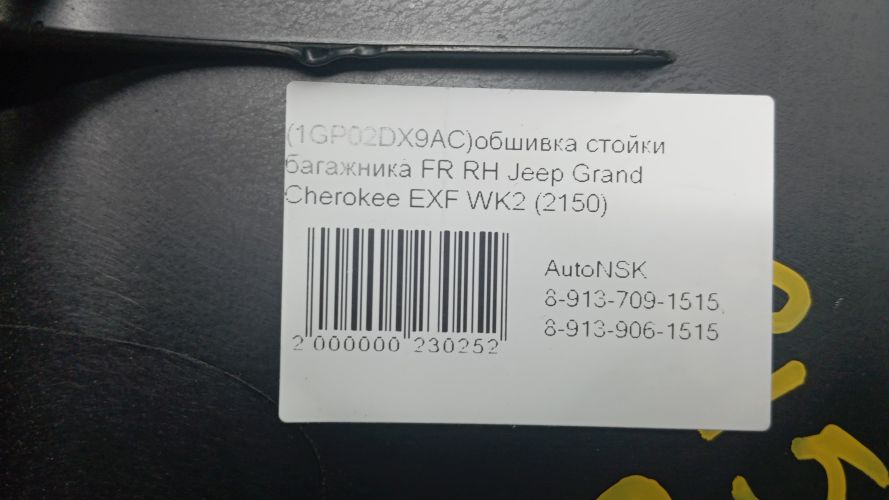 (1GP02DX9AC)обшивка стойки
багажника FR RH Jeep Grand
Cherokee EXF WK2 (2150)
AutoNSK
8-913-709-1515,
8-913-906-1515
2 000000 230252